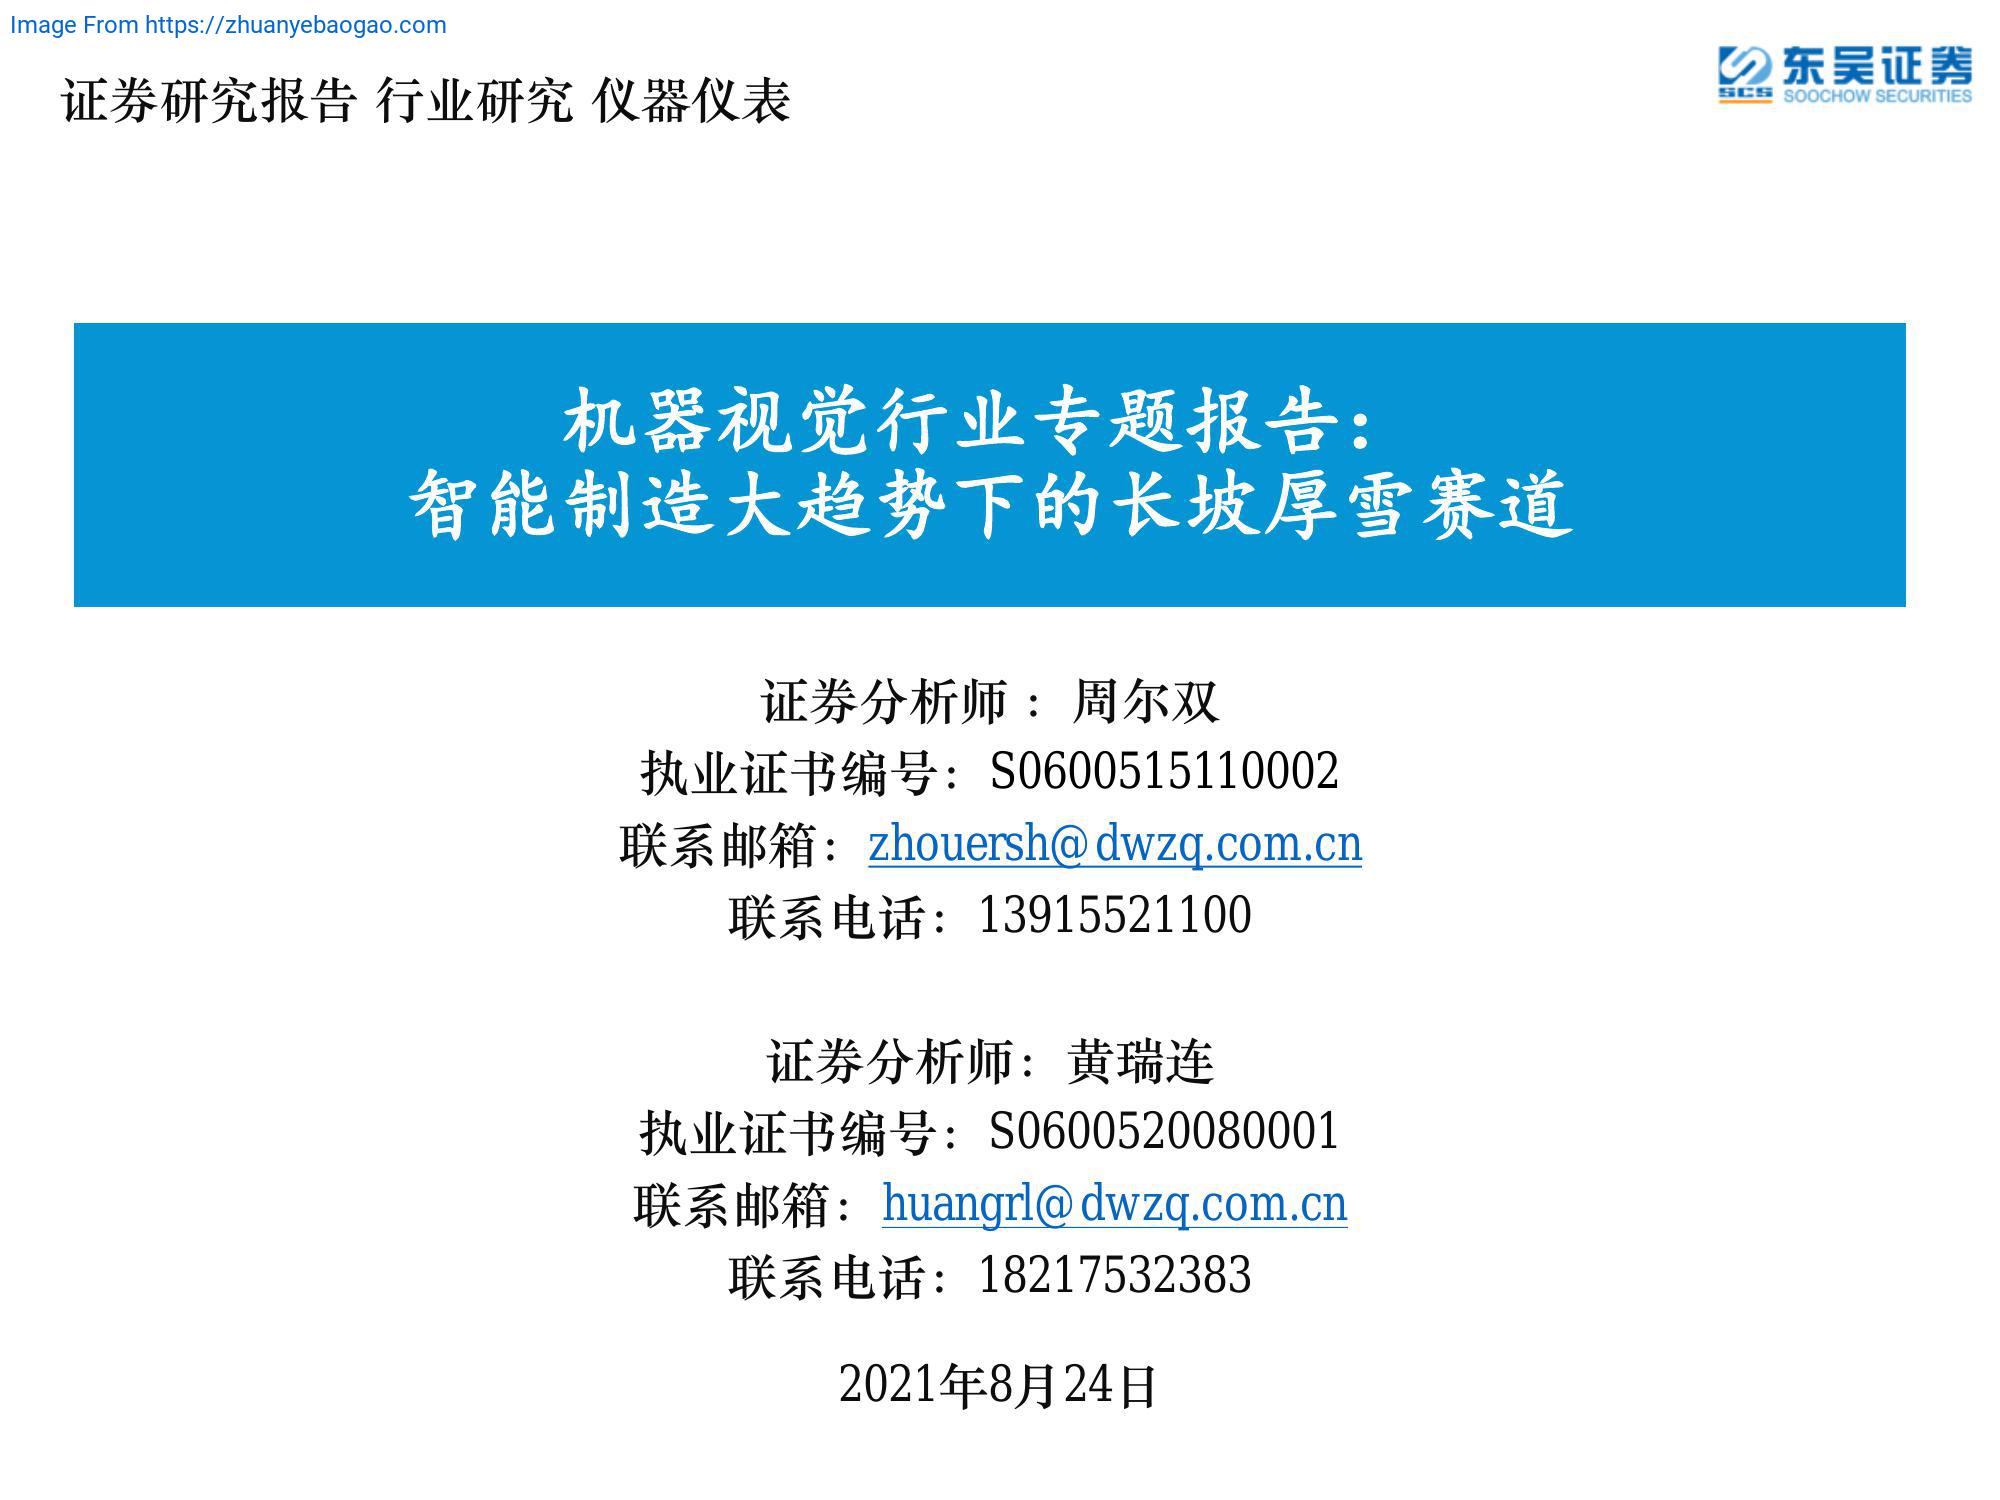 Image From https://zhuanyebaogao.com
东吴证券
SCS SOOCHOW SECURITIES
证券研究报告 行业研究 仪器仪表
机器视觉行业专题报告：
智能制造大趋势下的长坡厚雪赛道
证券分析师 ：周尔双
执业证书编号：S0600515110002
联系邮箱：zhouersh@dwzq.com.cn
联系电话：13915521100
证券分析师：黄瑞连
执业证书编号：S0600520080001
联系邮箱：huangrl@dwzq.com.cn
联系电话：18217532383
2021年8月24日